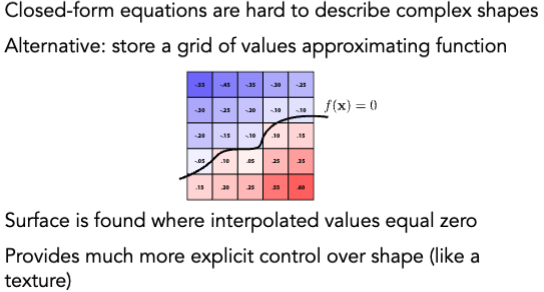 Closed-form equations are hard to describe complex shapes
Alternative: store a grid of values approximating function
-.55 -.45 -.35 -.30 -.25
-.30 -.25 -.20 -.10 -.10
f(x) = 0
-.20 -.15 -.10 .10 .15
-.05 .10 .05 .25 .35
.15 .20 .25 .55 .60
Surface is found where interpolated values equal zero
Provides much more explicit control over shape (like a
texture)